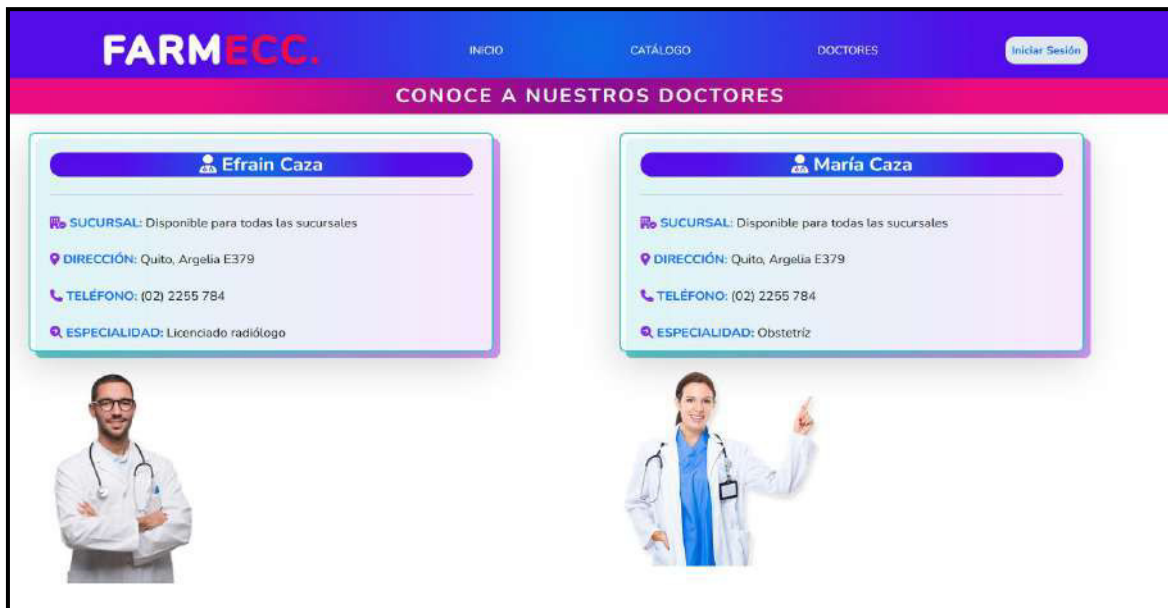 FARMECC.
INICIO
CATÁLOGO
DOCTORES
Iniciar Sesión
CONOCE A NUESTROS DOCTORES
Efrain Caza
SUCURSAL: Disponible para todas las sucursales
DIRECCIÓN: Quito, Argelia E379
TELÉFONO: (02) 2255 784
ESPECIALIDAD: Licenciado radiólogo
María Caza
SUCURSAL: Disponible para todas las sucursales
DIRECCIÓN: Quito, Argelia E379
TELÉFONO: (02) 2255 784
ESPECIALIDAD: Obstetríz